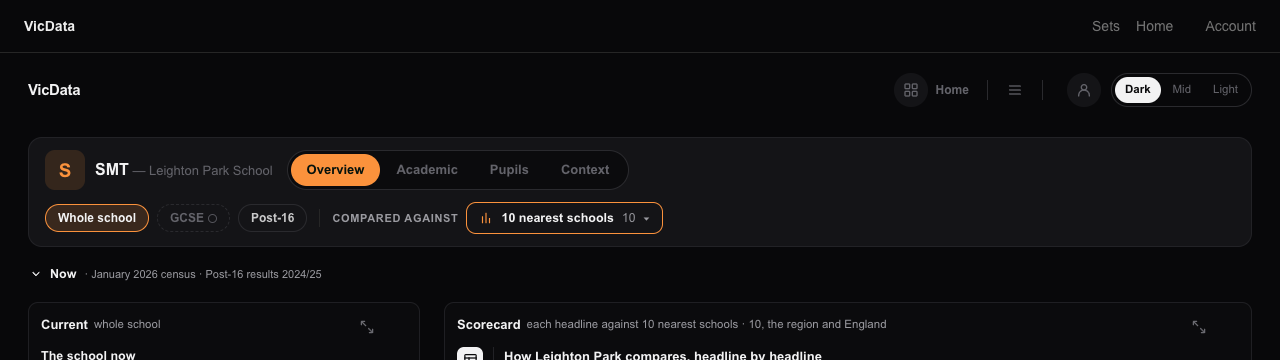 VicData Sets Home Account
VicData Home Dark Mid Light
S SMT — Leighton Park School Overview Academic Pupils Context
Whole school GCSE Post-16 COMPARED AGAINST 10 nearest schools 10
Now · January 2026 census · Post-16 results 2024/25
Current whole school
Scorecard each headline against 10 nearest schools · 10, the region and England
The school now
How Leighton Park compares, headline by headline